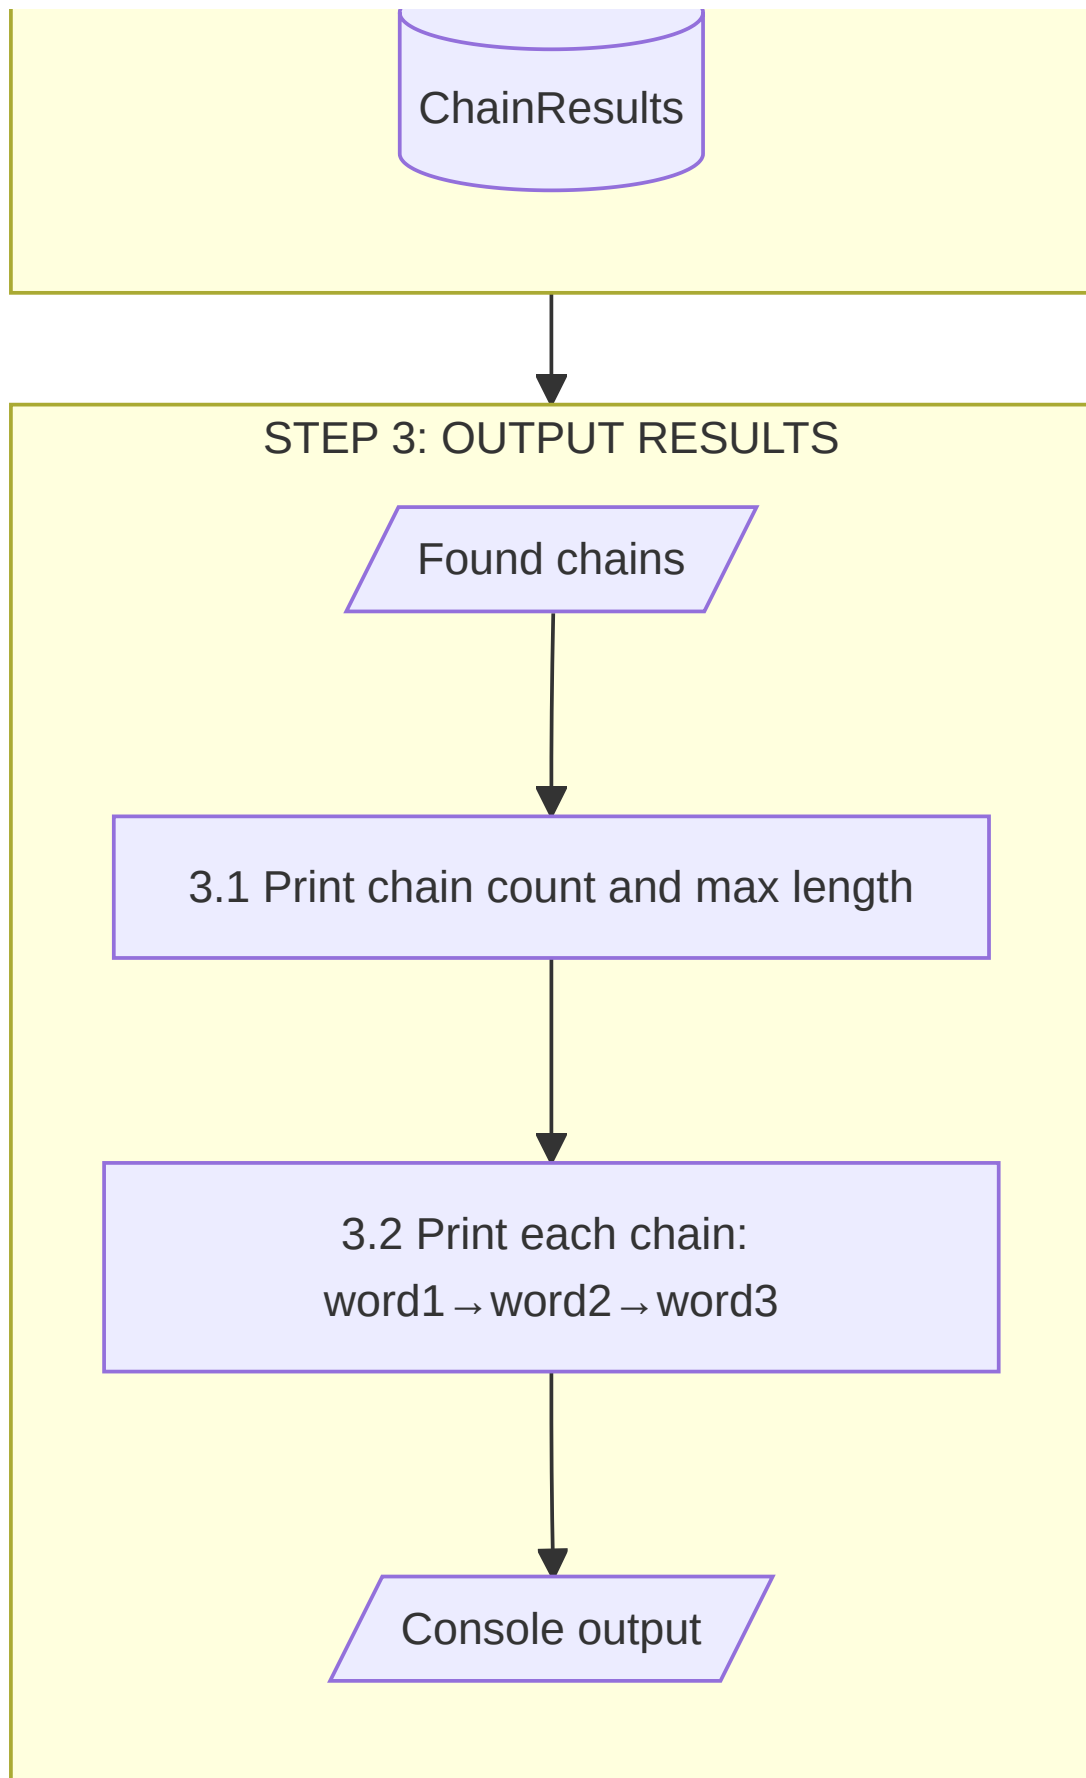 ChainResults
STEP 3: OUTPUT RESULTS
Found chains
3.1 Print chain count and max length
3.2 Print each chain:
word1→word2→word3
Console output